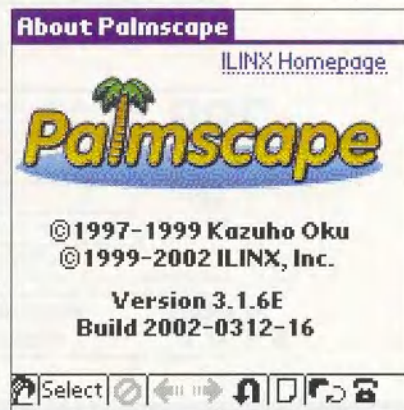 About Palmscape
ILINX Homepage
Palmscape
©1997-1999 Kazuho Oku
©1999-2002 ILINX, Inc.
Version 3.1.6E
Build 2002-0312-16
Select